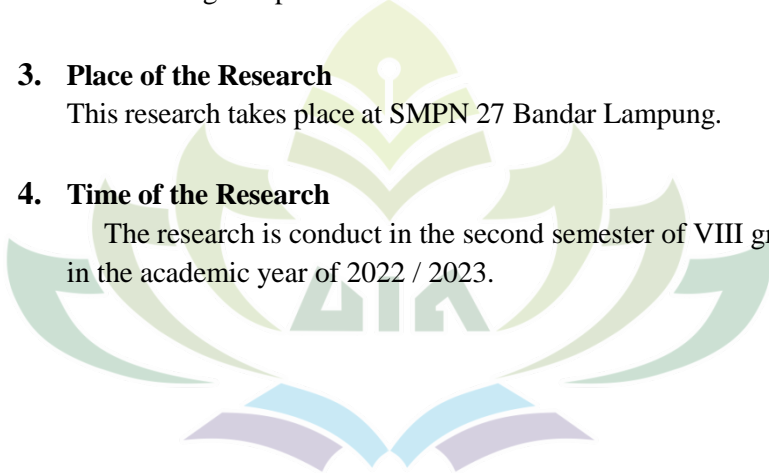 3. Place of the Research
This research takes place at SMPN 27 Bandar Lampung.
4. Time of the Research
The research is conduct in the second semester of VIII
in the academic year of 2022 / 2023.